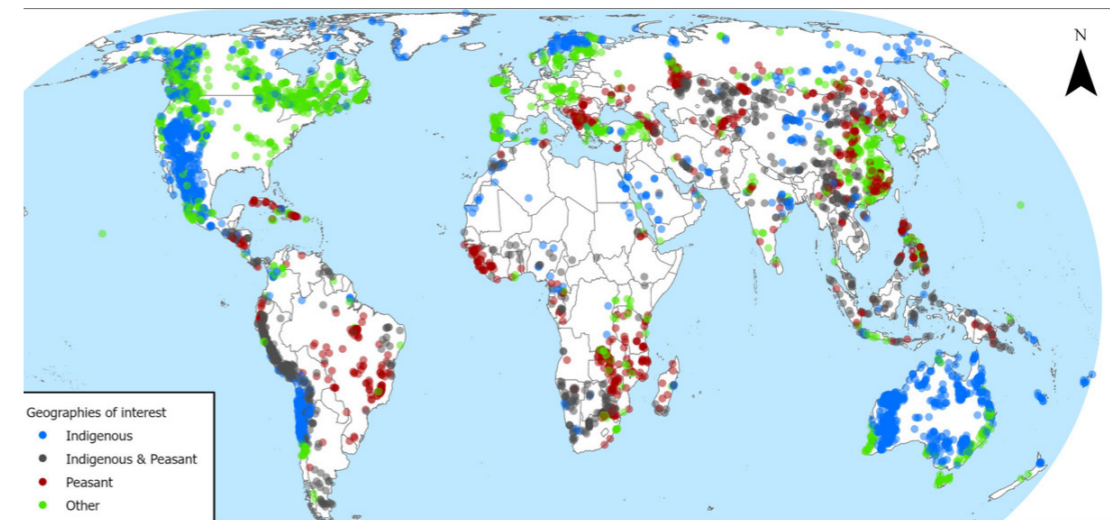 N
Geographies of interest
Indigenous
Indigenous & Peasant
Peasant
Other